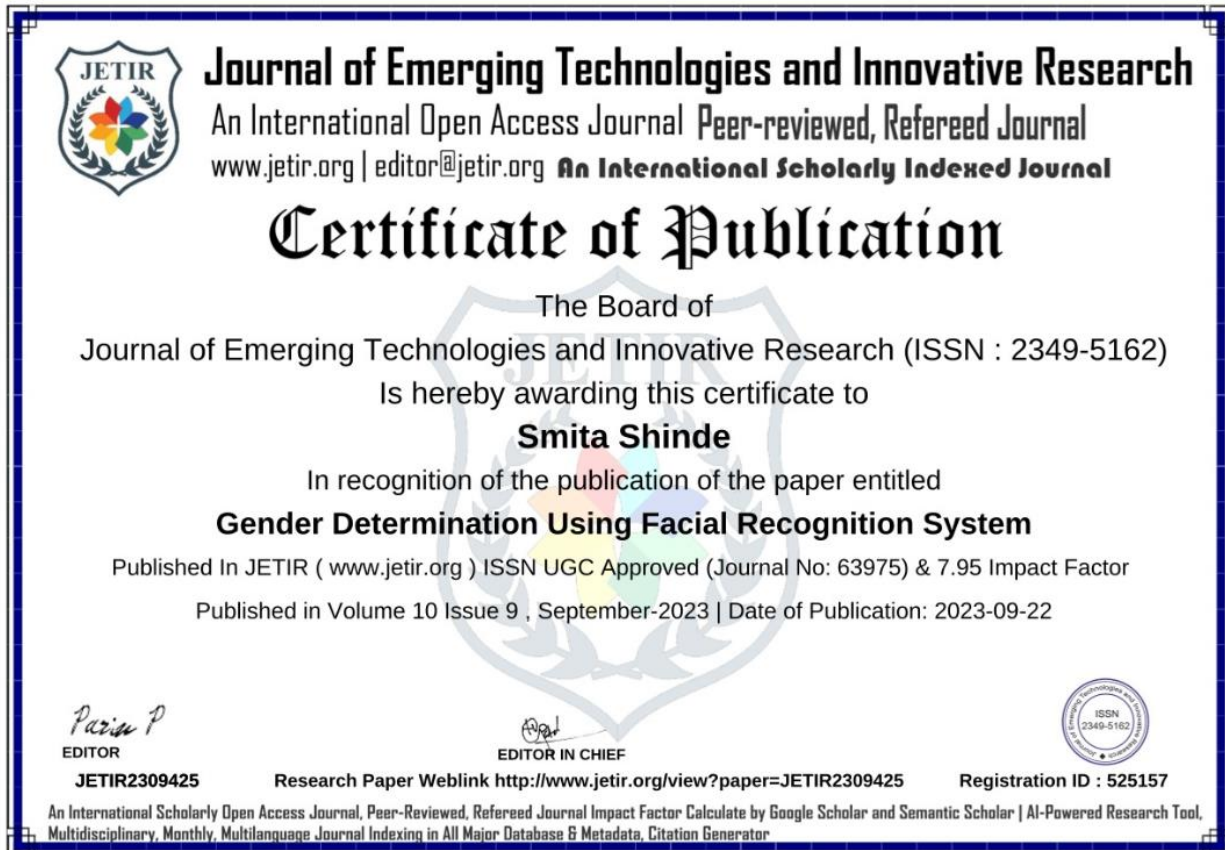 JETIR
Journal of Emerging Technologies and Innovative Research
An International Open Access Journal Peer-reviewed, Refereed Journal
www.jetir.org | editor@jetir.org An International Scholarly Indexed Journal
Certificate of Publication
JETIR
The Board of
Journal of Emerging Technologies and Innovative Research (ISSN : 2349-5162)
Is hereby awarding this certificate to
Smita Shinde
In recognition of the publication of the paper entitled
Gender Determination Using Facial Recognition System
Published In JETIR ( www.jetir.org ) ISSN UGC Approved (Journal No: 63975) & 7.95 Impact Factor
Published in Volume 10 Issue 9 , September-2023 | Date of Publication: 2023-09-22
EDITOR
EDITOR IN CHIEF
Journal of Emerging Technologies and Innovative Research
ISSN
2349-5162
JETIR2309425 Research Paper Weblink http://www.jetir.org/view?paper=JETIR2309425 Registration ID : 525157
An International Scholarly Open Access Journal, Peer-Reviewed, Refereed Journal Impact Factor Calculate by Google Scholar and Semantic Scholar | AI-Powered Research Tool,
Multidisciplinary, Monthly, Multilanguage Journal Indexing in All Major Database & Metadata, Citation Generator